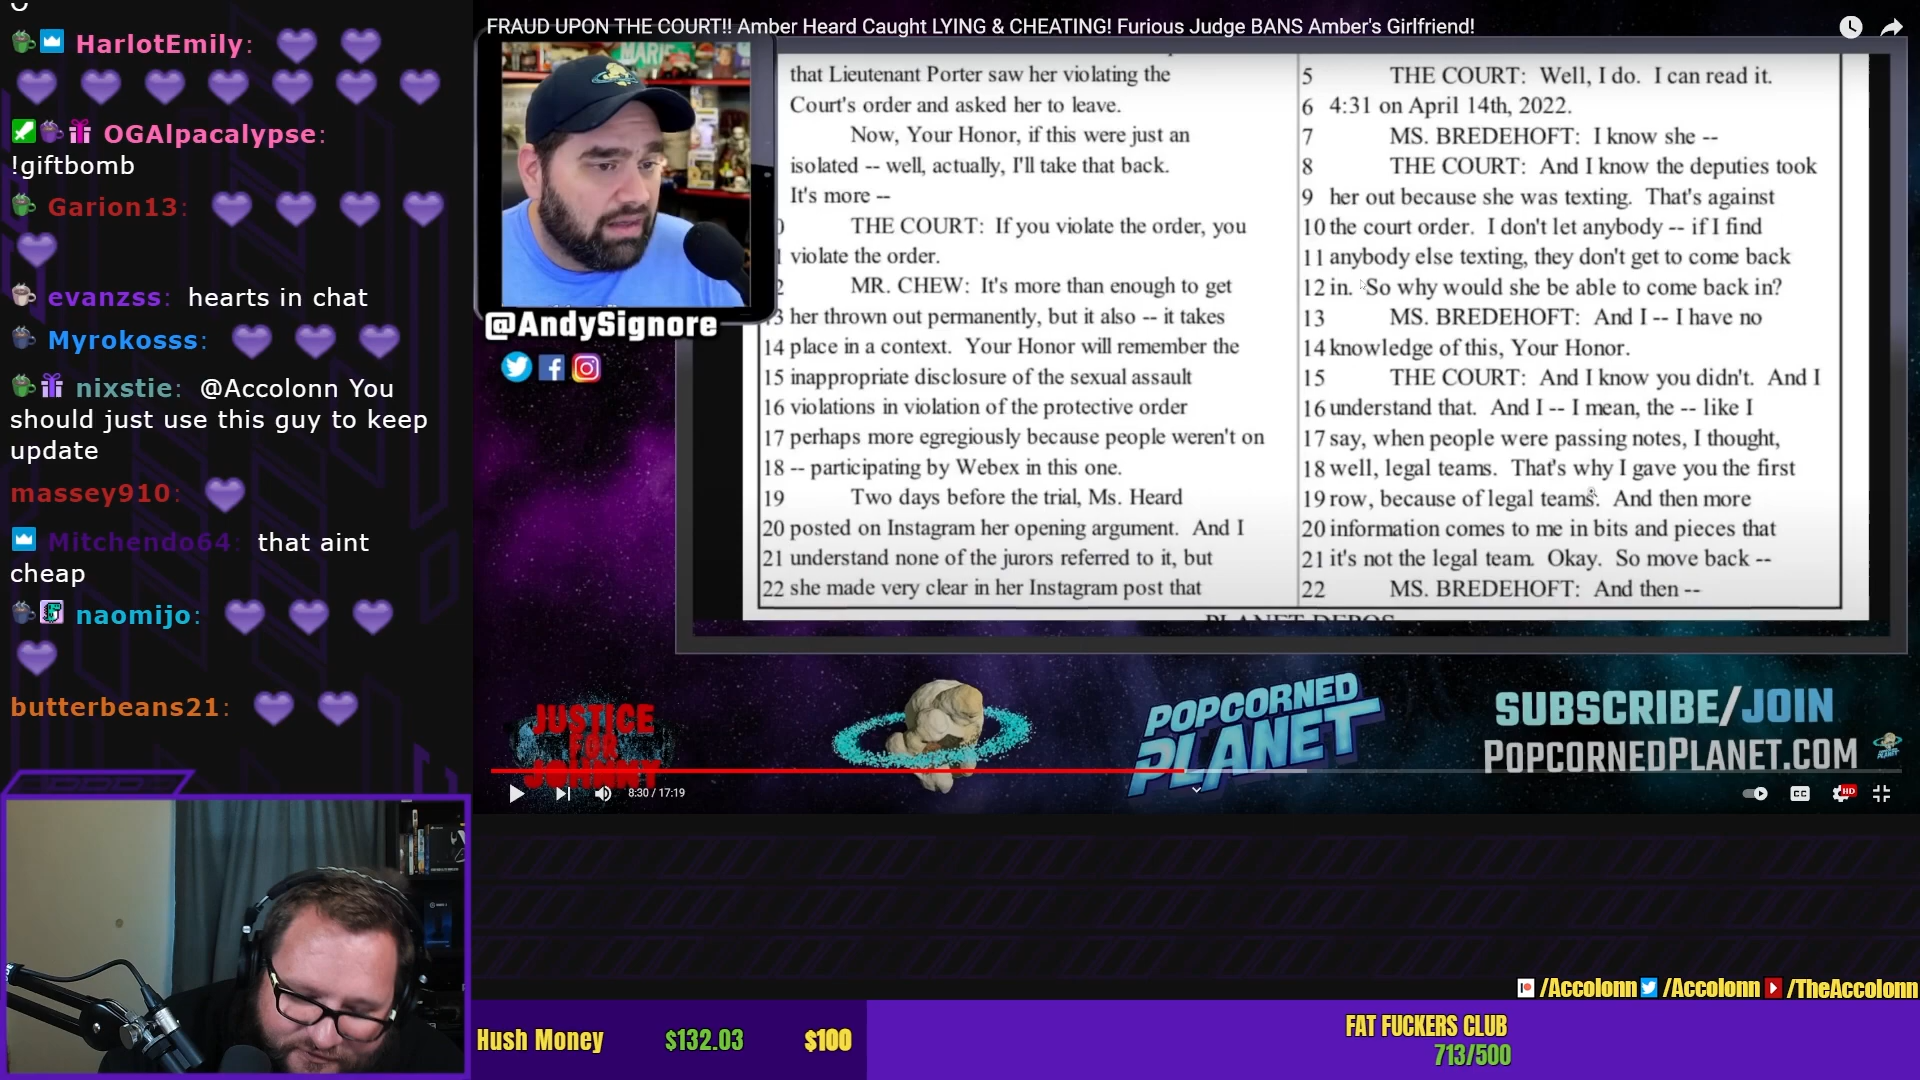 HarlotEmily:
OGAlpacalypse:
!giftbomb
Garion13:
evanzss: hearts in chat
Myrokosss:
nixstie: @Accolonn You
should just use this guy to keep
update
massey910:
Mitchendo64: that aint
cheap
naomijo:
butterbeans21:
FRAUD UPON THE COURT!! Amber Heard Caught LYING & CHEATING! Furious Judge BANS Amber's Girlfriend!
@AndySignore
that Lieutenant Porter saw her violating the
Court's order and asked her to leave.
Now, Your Honor, if this were just an
isolated -- well, actually, I'll take that back.
It's more --
THE COURT: If you violate the order, you
violate the order.
MR. CHEW: It's more than enough to get
13 her thrown out permanently, but it also -- it takes
14 place in a context. Your Honor will remember the
15 inappropriate disclosure of the sexual assault
16 violations in violation of the protective order
17 perhaps more egregiously because people weren't on
18 -- participating by Webex in this one.
19 Two days before the trial, Ms. Heard
20 posted on Instagram her opening argument. And I
21 understand none of the jurors referred to it, but
22 she made very clear in her Instagram post that
5 THE COURT: Well, I do. I can read it.
6 4:31 on April 14th, 2022.
7 MS. BREDEHOFT: I know she --
8 THE COURT: And I know the deputies took
9 her out because she was texting. That's against
10 the court order. I don't let anybody -- if I find
11 anybody else texting, they don't get to come back
12 in. So why would she be able to come back in?
13 MS. BREDEHOFT: And I -- I have no
14 knowledge of this, Your Honor.
15 THE COURT: And I know you didn't. And I
16 understand that. And I -- I mean, the -- like I
17 say, when people were passing notes, I thought,
18 well, legal teams. That's why I gave you the first
19 row, because of legal teams. And then more
20 information comes to me in bits and pieces that
21 it's not the legal team. Okay. So move back --
22 MS. BREDEHOFT: And then --
PLANET DEPOS
JUSTICE
FOR
JOHNNY
POPCORNED
PLANET
SUBSCRIBE/JOIN
POPCORNEDPLANET.COM
8:30 / 17:19
CC
HD
/Accolonn /Accolonn /TheAccolonn
Hush Money $132.03 $100
FAT FUCKERS CLUB
713/500